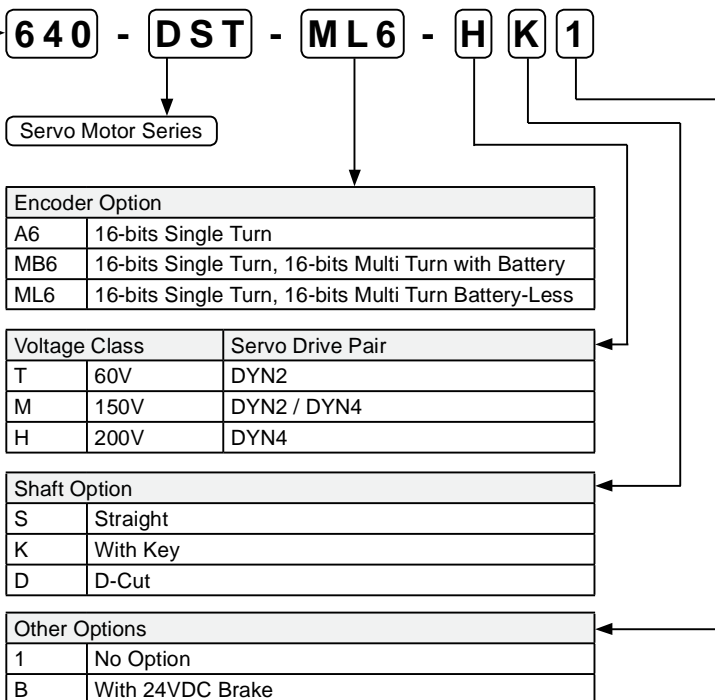 640 - DST - ML6 - H K 1
Servo Motor Series
Encoder Option
A6 16-bits Single Turn
MB6 16-bits Single Turn, 16-bits Multi Turn with Battery
ML6 16-bits Single Turn, 16-bits Multi Turn Battery-Less
Voltage Class Servo Drive Pair
T 60V DYN2
M 150V DYN2 / DYN4
H 200V DYN4
Shaft Option
S Straight
K With Key
D D-Cut
Other Options
1 No Option
B With 24VDC Brake